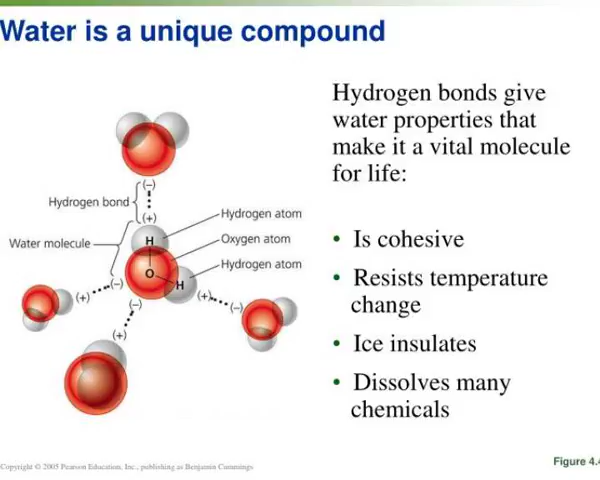 Water is a unique compound
Hydrogen bonds give
water properties that
make it a vital molecule
for life:
• Is cohesive
• Resists temperature
change
• Ice insulates
• Dissolves many
chemicals
(–)
Hydrogen bond
(+)
Hydrogen atom
Water molecule
H
Oxygen atom
O
Hydrogen atom
H
(–)
(+)
(+)
(–)
(–)
(+)
Copyright © 2005 Pearson Education, Inc., publishing as Benjamin Cummings
Figure 4.4